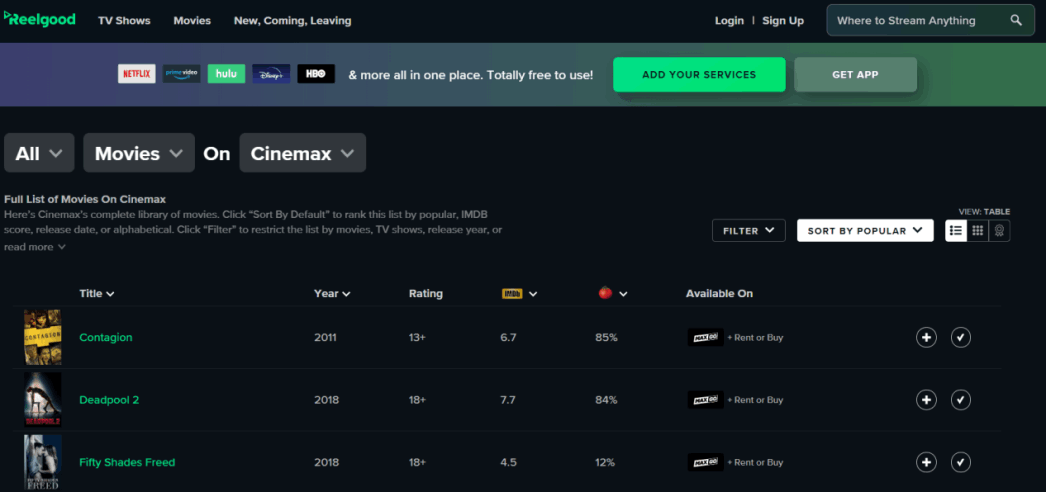 Reelgood TV Shows Movies New, Coming, Leaving Login | Sign Up Where to Stream Anything
NETFLIX prime video hulu Disney+ HBO & more all in one place. Totally free to use! ADD YOUR SERVICES GET APP
All Movies On Cinemax
Full List of Movies On Cinemax
Here's Cinemax's complete library of movies. Click "Sort By Default" to rank this list by popular, IMDB
score, release date, or alphabetical. Click "Filter" to restrict the list by movies, TV shows, release year, or
read more
VIEW: TABLE
FILTER SORT BY POPULAR
Title Year Rating IMDb Available On
CONTAGION
Contagion 2011 13+ 6.7 85% MAX GO + Rent or Buy
DEADPOOL 2
Deadpool 2 2018 18+ 7.7 84% MAX GO + Rent or Buy
Fifty Shades Freed 2018 18+ 4.5 12% MAX GO + Rent or Buy
FREED